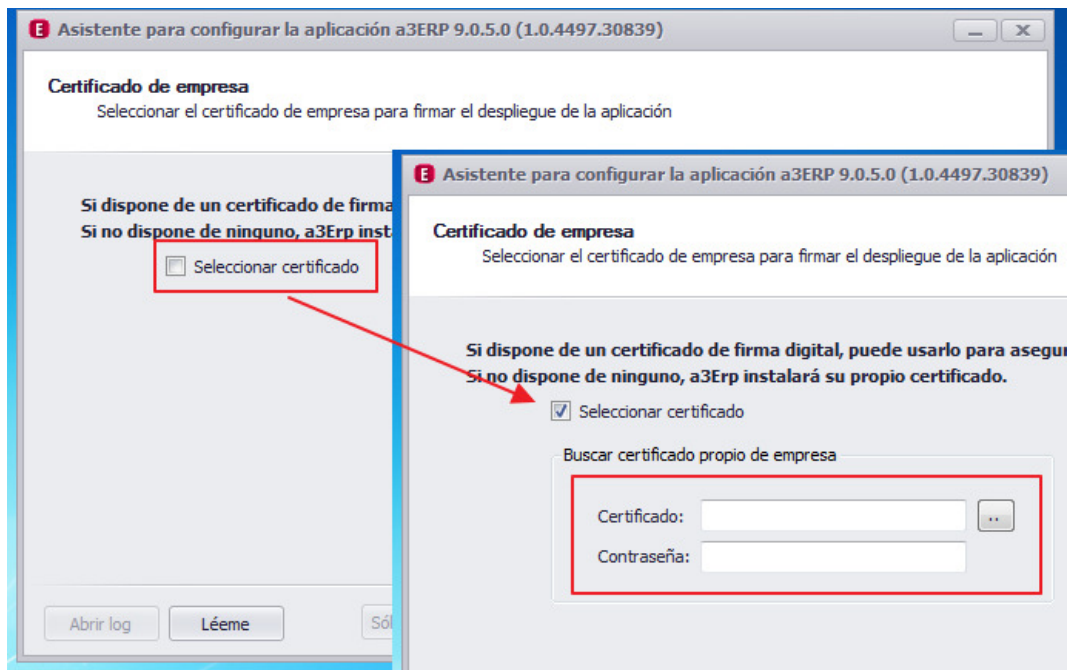 Asistente para configurar la aplicación a3ERP 9.0.5.0 (1.0.4497.30839)
Certificado de empresa
Seleccionar el certificado de empresa para firmar el despliegue de la aplicación
Si dispone de un certificado de firma
Si no dispone de ninguno, a3Erp inst
Seleccionar certificado
Abrir log
Léeme
Asistente para configurar la aplicación a3ERP 9.0.5.0 (1.0.4497.30839)
Certificado de empresa
Seleccionar el certificado de empresa para firmar el despliegue de la aplicación
Si dispone de un certificado de firma digital, puede usarlo para asegur
Si no dispone de ninguno, a3Erp instalará su propio certificado.
Seleccionar certificado
Buscar certificado propio de empresa
Certificado:
..
Contraseña: